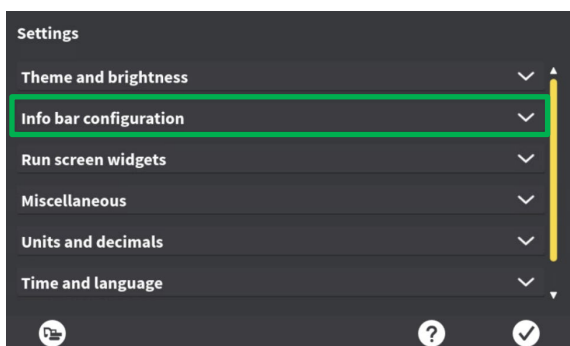 Settings
Theme and brightness
Info bar configuration
Run screen widgets
Miscellaneous
Units and decimals
Time and language
?